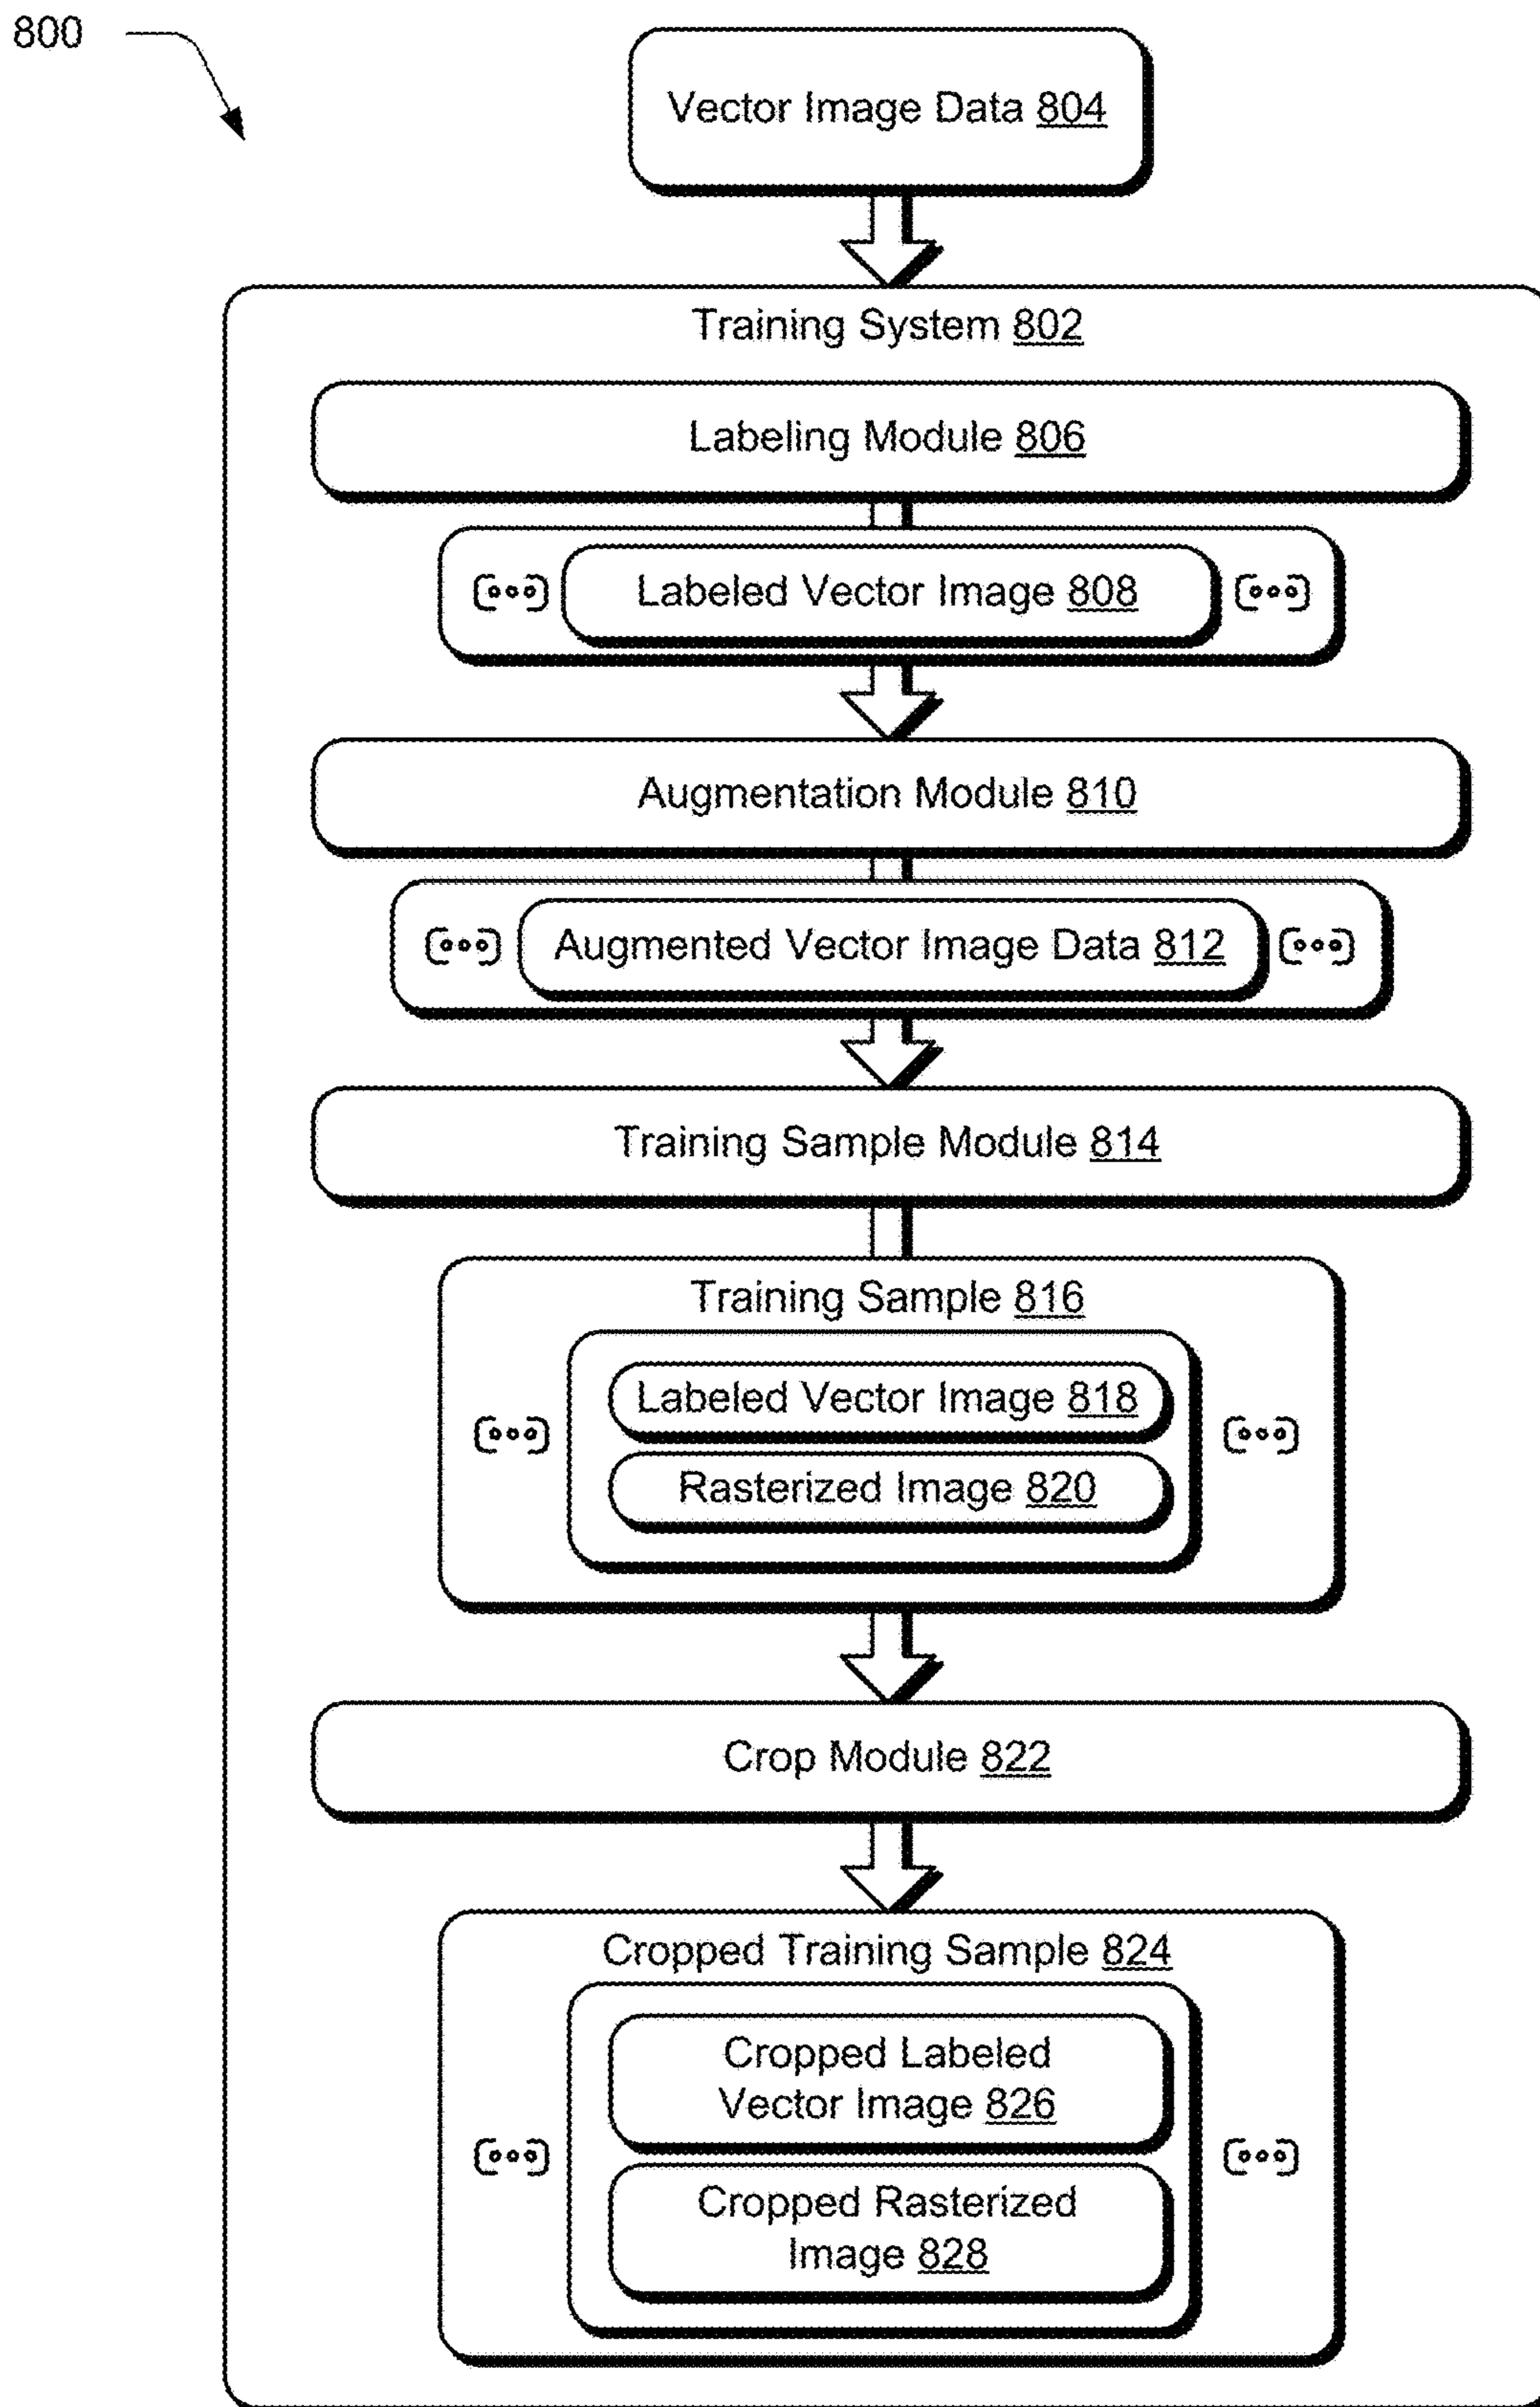 800
Vector Image Data 804
Training System 802
Labeling Module 806
Labeled Vector Image 808
Augmentation Module 810
Augmented Vector Image Data 812
Training Sample Module 814
Training Sample 816
Labeled Vector Image 818
Rasterized Image 820
Crop Module 822
Cropped Training Sample 824
Cropped Labeled
Vector Image 826
Cropped Rasterized
Image 828